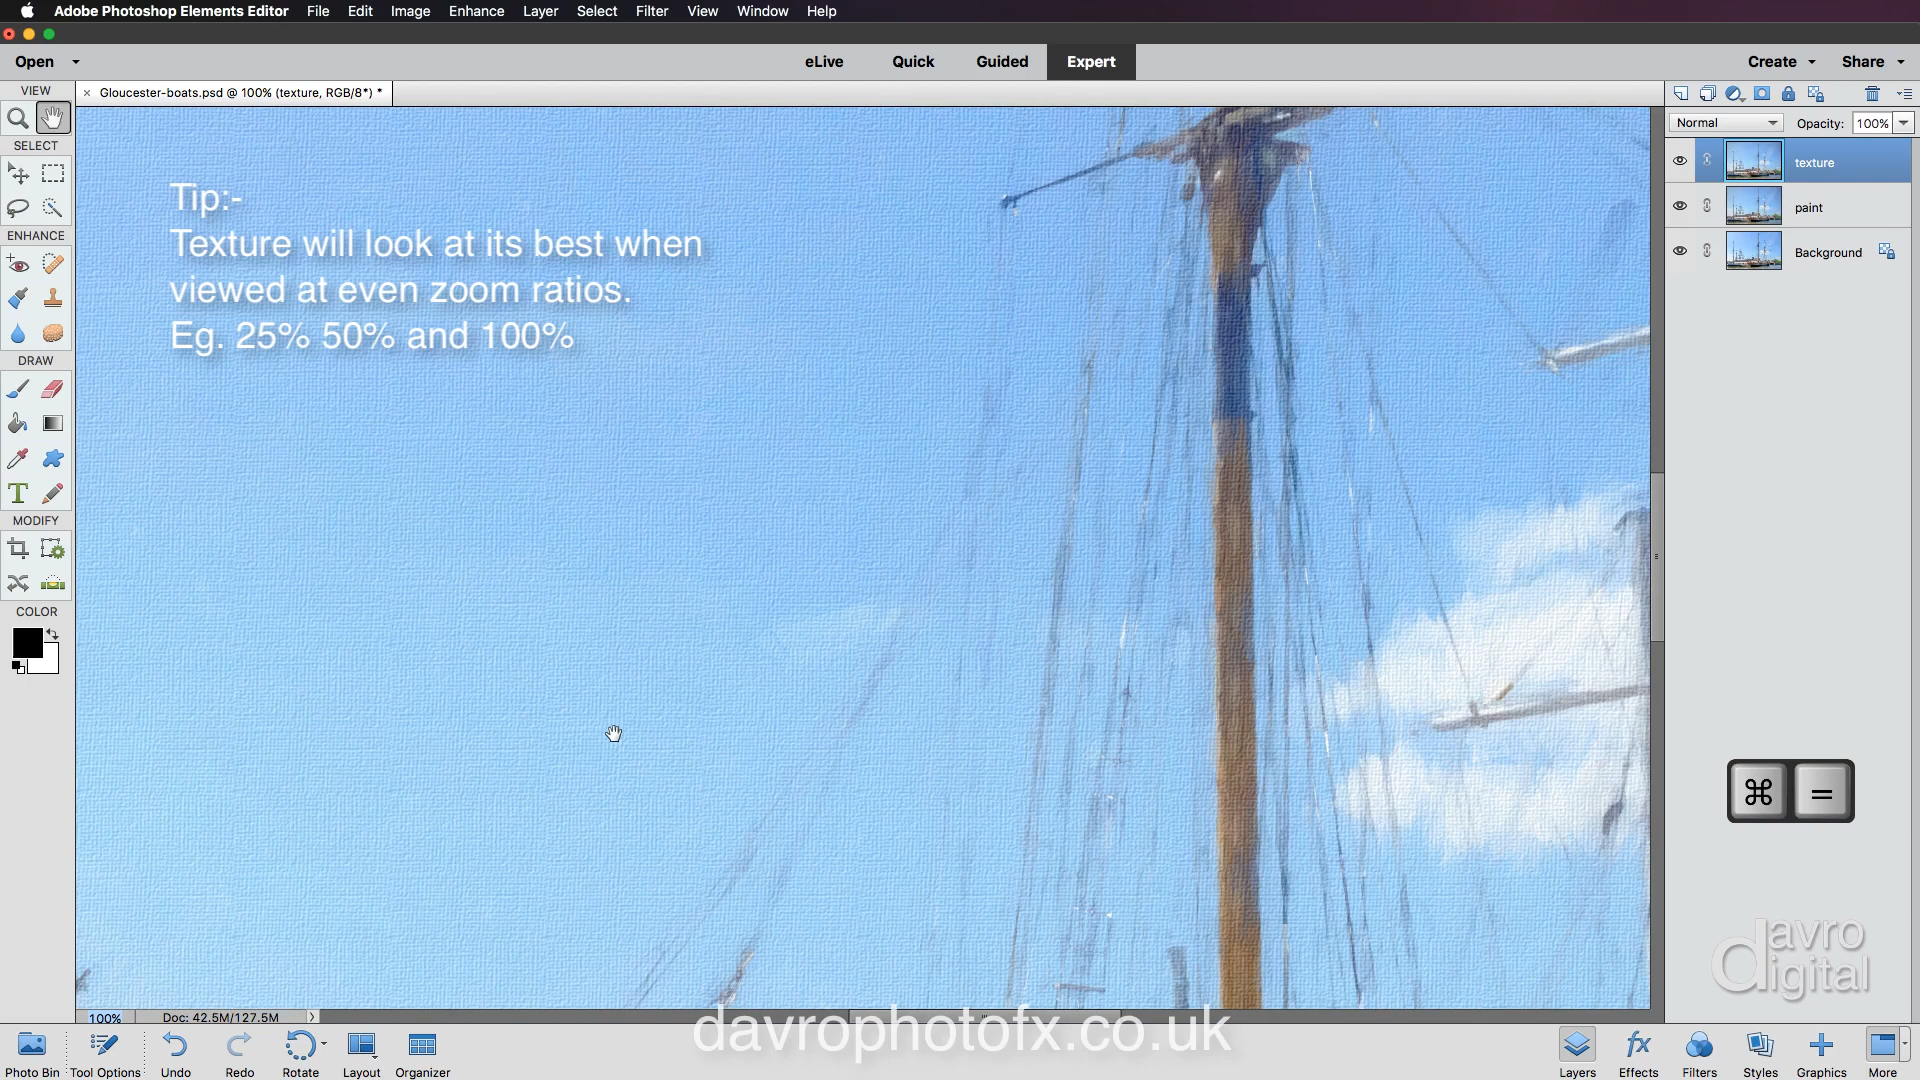 Adobe Photoshop Elements Editor File Edit Image Enhance Layer Select Filter View Window Help
Open eLive Quick Guided Expert Create Share
VIEW
× Gloucester-boats.psd @ 100% (texture, RGB/8*) *
Normal Opacity: 100%
SELECT
texture
Tip:-
Texture will look at its best when
viewed at even zoom ratios.
Eg. 25% 50% and 100%
paint
ENHANCE
Background
DRAW
T
MODIFY
COLOR
⌘ =
davro
digital
100% Doc: 42.5M/127.5M
davrophotofx.co.uk
fx
Photo Bin Tool Options Undo Redo Rotate Layout Organizer Layers Effects Filters Styles Graphics More